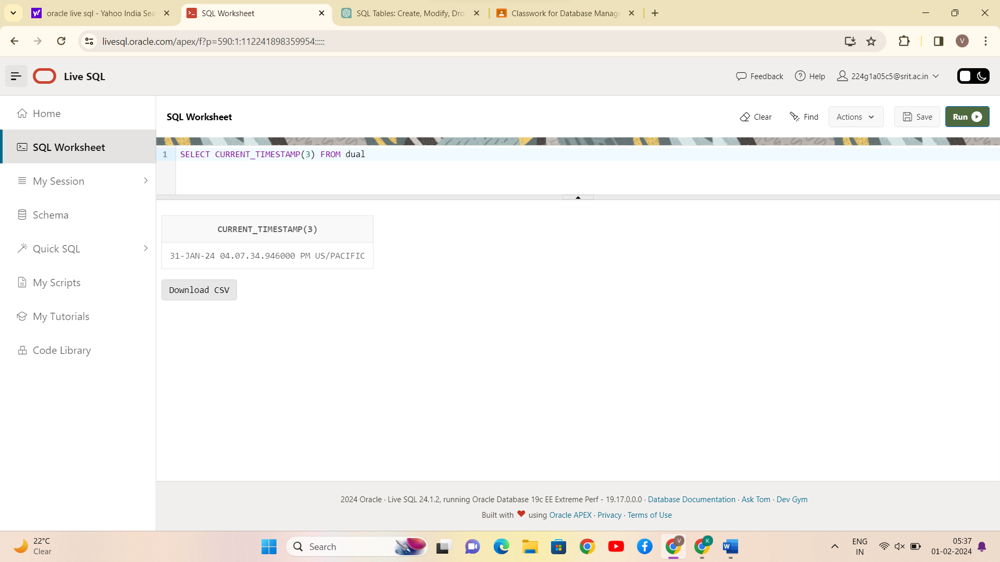 oracle live sql - Yahoo India Sea
SQL Worksheet
SQL Tables: Create, Modify, Dro
Classwork for Database Manage
livesql.oracle.com/apex/f?p=590:1:112241898359954:::::
V
Live SQL
Feedback
Help
224g1a05c5@srit.ac.in
Home
SQL Worksheet
My Session
Schema
Quick SQL
My Scripts
My Tutorials
Code Library
SQL Worksheet
Clear
Find
Actions
Save
Run
1 SELECT CURRENT_TIMESTAMP(3) FROM dual
CURRENT_TIMESTAMP(3)
31-JAN-24 04.07.34.946000 PM US/PACIFIC
Download CSV
2024 Oracle · Live SQL 24.1.2, running Oracle Database 19c EE Extreme Perf - 19.17.0.0.0 · Database Documentation · Ask Tom · Dev Gym
Built with ❤ using Oracle APEX · Privacy · Terms of Use
22°C
Clear
Search
V
K
ENG
IN
05:37
01-02-2024